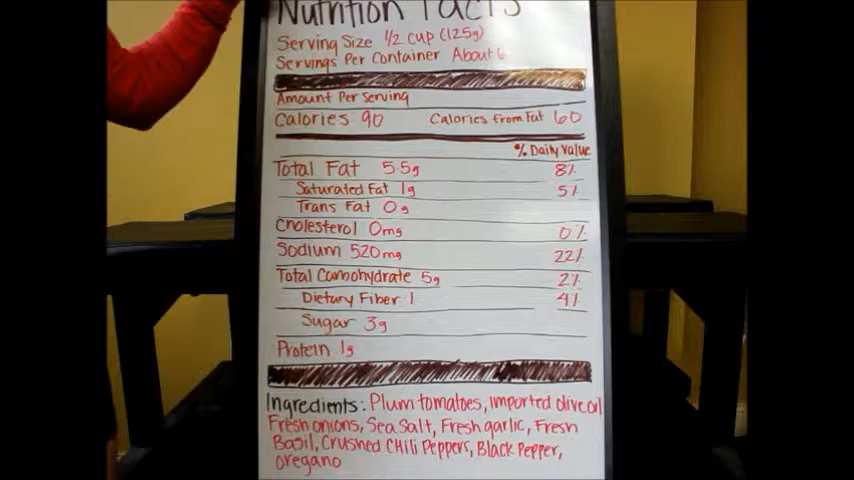 Nutrition Facts
Serving Size 1/2 cup (125g)
Servings Per Container About 6
Amount Per Serving
Calories 90 Calories from Fat 60
% Daily Value
Total Fat 5.5g 8%
Saturated Fat 1g 5%
Trans Fat 0g
Cholesterol 0mg 0%
Sodium 520mg 22%
Total Carbohydrate 5g 2%
Dietary Fiber 1 4%
Sugar 3g
Protein 1g
Ingredients: Plum tomatoes, imported olive oil
Fresh onions, Sea Salt, Fresh garlic, Fresh
Basil, Crushed Chili Peppers, Black Pepper,
oregano